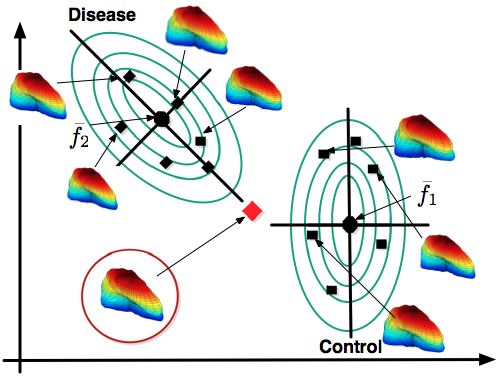 Disease
f̄₂
f̄₁
Control